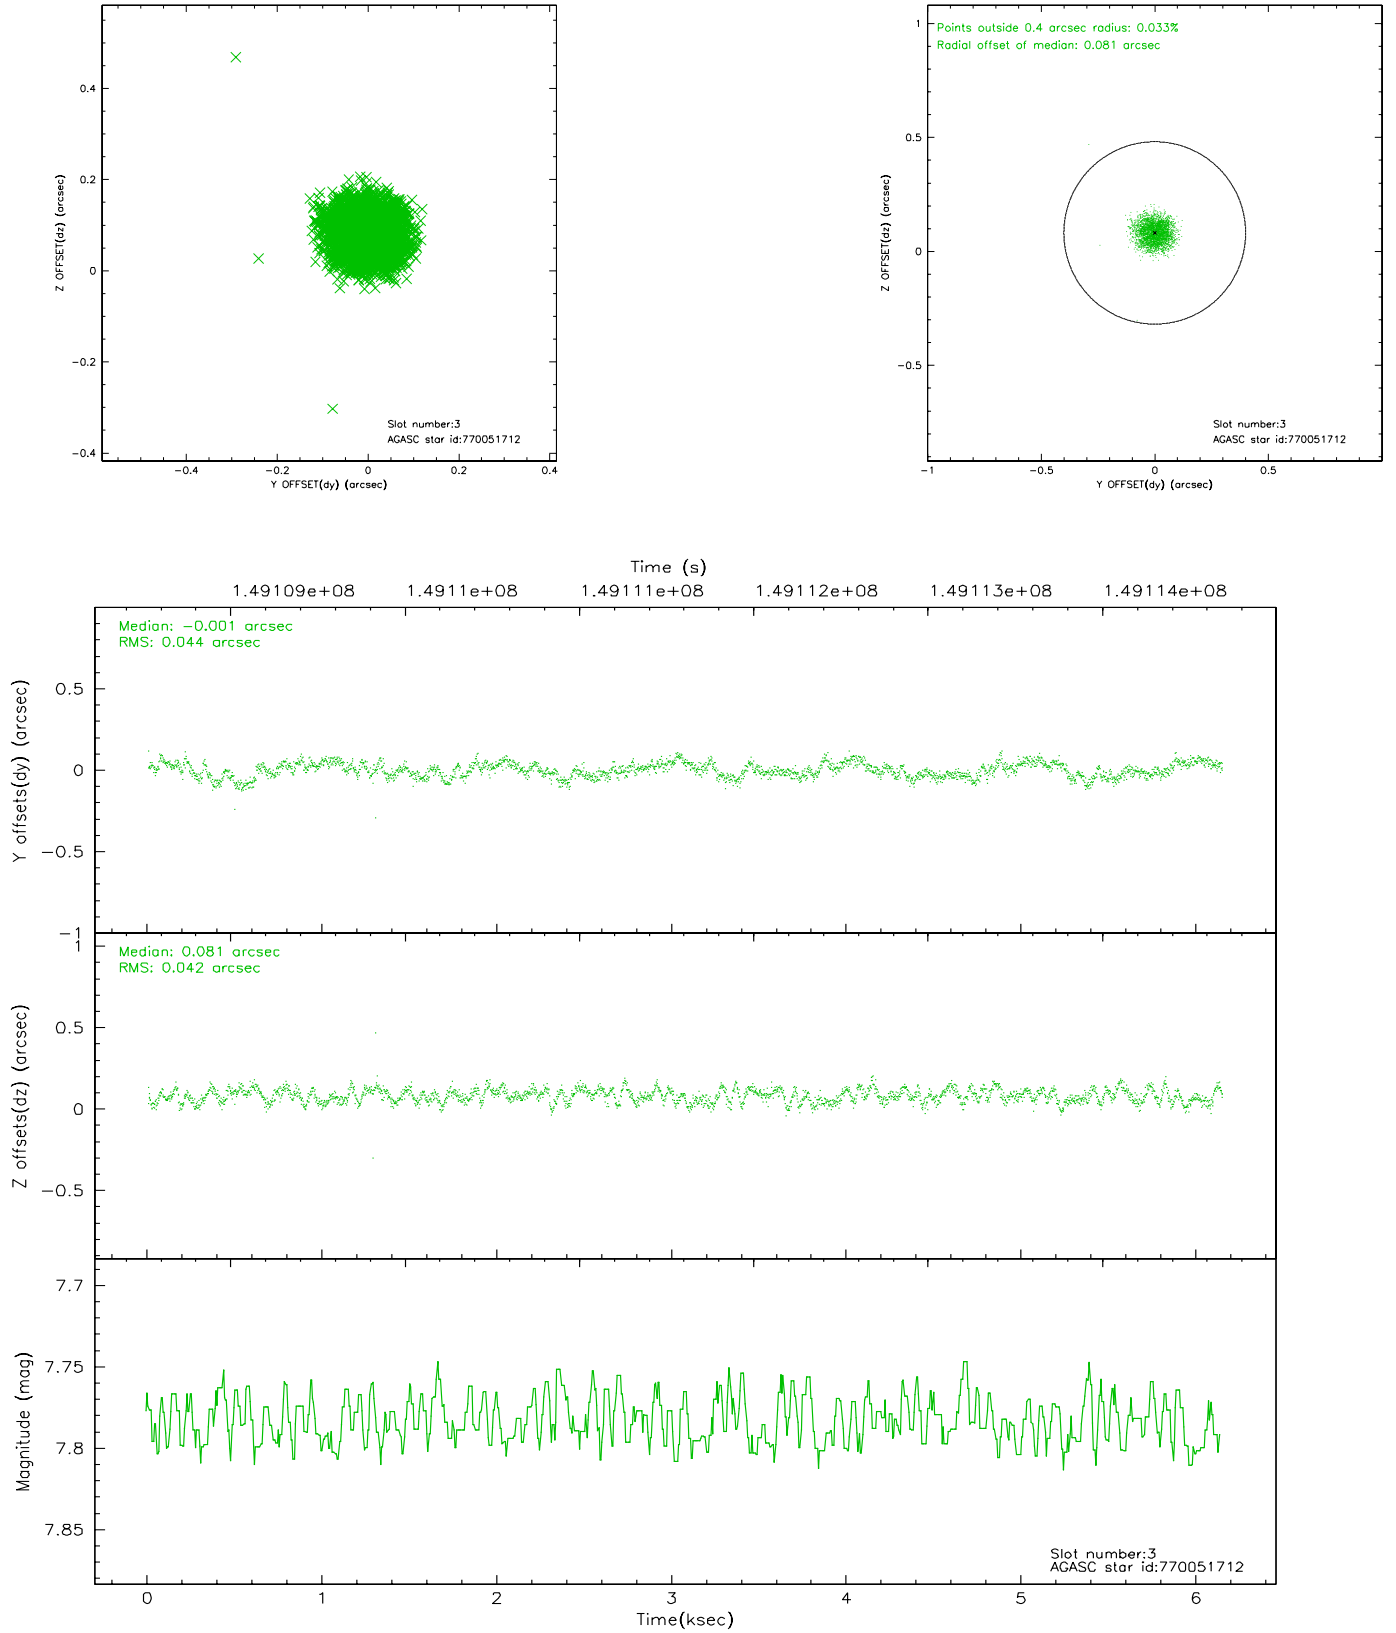 0.4
0.2
0
−0.2
−0.4
Z OFFSET(dz) (arcsec)
Slot number:3
AGASC star id:770051712
−0.4 −0.2 0 0.2 0.4
Y OFFSET(dy) (arcsec)
Points outside 0.4 arcsec radius: 0.033%
Radial offset of median: 0.081 arcsec
1
0.5
0
−0.5
Z OFFSET(dz) (arcsec)
Slot number:3
AGASC star id:770051712
−1 −0.5 0 0.5
Y OFFSET(dy) (arcsec)
Time (s)
1.49109e+08 1.4911e+08 1.49111e+08 1.49112e+08 1.49113e+08 1.49114e+08
Median: −0.001 arcsec
RMS: 0.044 arcsec
0.5
0
−0.5
−1
Y offsets(dy) (arcsec)
Median: 0.081 arcsec
RMS: 0.042 arcsec
1
0.5
0
−0.5
Z offsets(dz) (arcsec)
7.7
7.75
7.8
7.85
Magnitude (mag)
Slot number:3
AGASC star id:770051712
0 1 2 3 4 5 6
Time(ksec)